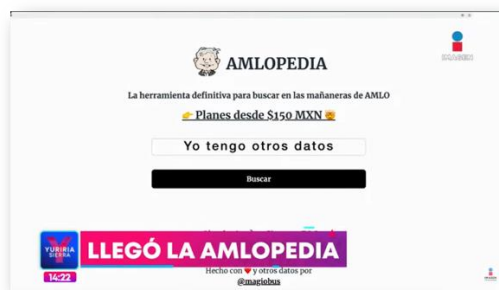 AMLOPEDIA
IMAGEN
La herramienta definitiva para buscar en las mañaneras de AMLO
👉 Planes desde $150 MXN 🤯
Yo tengo otros datos
Buscar
YURIRIA
SIERRA
LLEGÓ LA AMLOPEDIA
14:22
Hecho con ❤️ y otros datos por
@magiobus